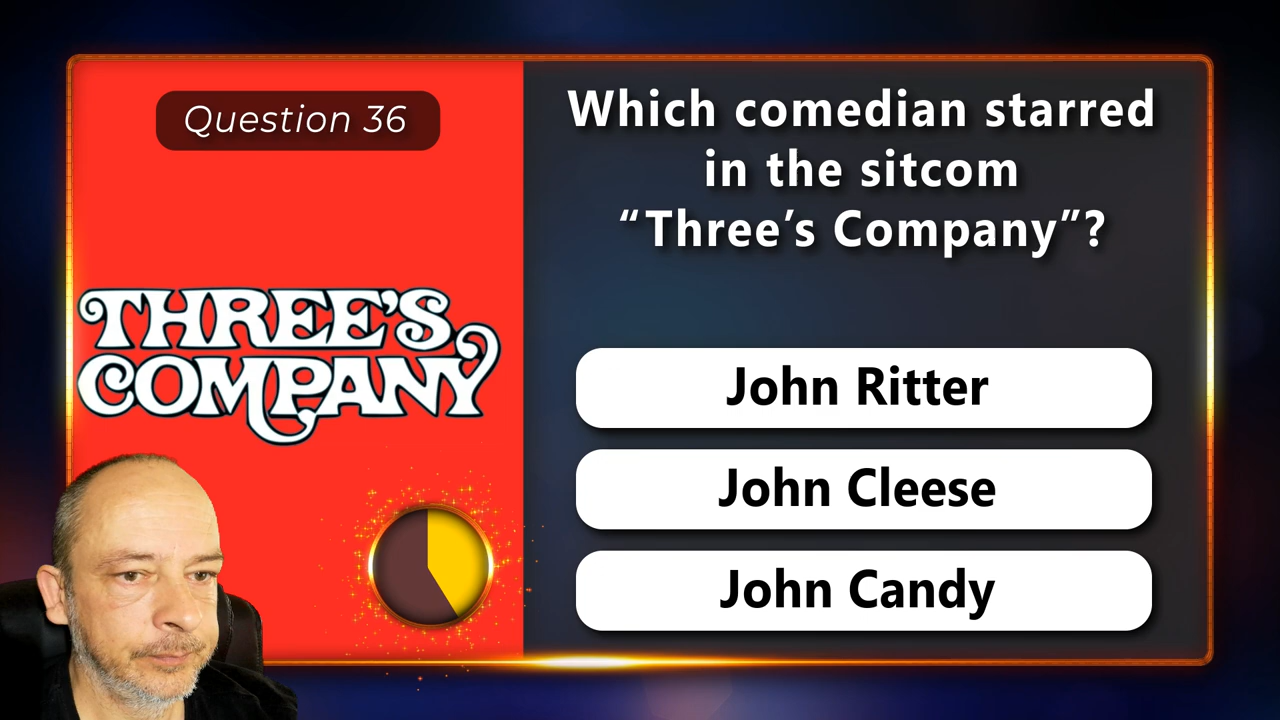 Question 36
Which comedian starred
in the sitcom
“Three’s Company”?
THREE'S
COMPANY
John Ritter
John Cleese
John Candy